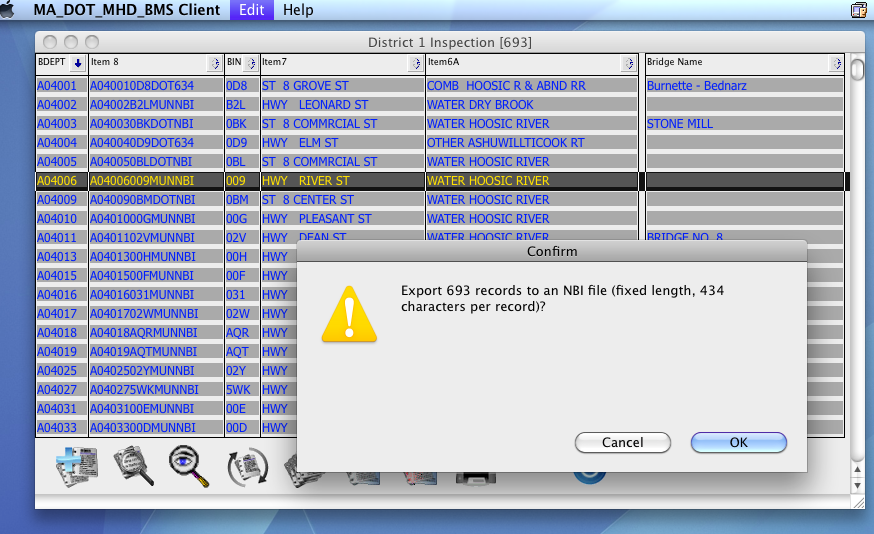 MA_DOT_MHD_BMS Client Edit Help
District 1 Inspection [693]
BDEPT Item 8 BIN Item7 Item6A Bridge Name
A04001 A040010D8DOT634 0D8 ST 8 GROVE ST COMB HOOSIC R & ABND RR Burnette - Bednarz
A04002 A04002B2LMUNNBI B2L HWY LEONARD ST WATER DRY BROOK
A04003 A040030BKDOTNBI 0BK ST 8 COMMRCIAL ST WATER HOOSIC RIVER STONE MILL
A04004 A040040D9DOT634 0D9 HWY ELM ST OTHER ASHUWILLTICOOK RT
A04005 A040050BLDOTNBI 0BL ST 8 COMMRCIAL ST WATER HOOSIC RIVER
A04006 A04006009MUNNBI 009 HWY RIVER ST WATER HOOSIC RIVER
A04009 A040090BMDOTNBI 0BM ST 8 CENTER ST WATER HOOSIC RIVER
A04010 A0401000GMUNNBI 00G HWY PLEASANT ST WATER HOOSIC RIVER
A04011 A0401102VMUNNBI 02V HWY DEAN ST WATER HOOSIC RIVER BRIDGE NO. 8
A04013 A0401300HMUNNBI 00H HWY
A04015 A0401500FMUNNBI 00F HWY
A04016 A04016031MUNNBI 031 HWY
A04017 A0401702WMUNNBI 02W HWY
A04018 A04018AQRMUNNBI AQR HWY
A04019 A04019AQTMUNNBI AQT HWY
A04025 A0402502YMUNNBI 02Y HWY
A04027 A040275WKMUNNBI 5WK HWY
A04031 A0403100EMUNNBI 00E HWY
A04033 A0403300DMUNNBI 00D HWY
Confirm
Export 693 records to an NBI file (fixed length, 434
characters per record)?
Cancel OK